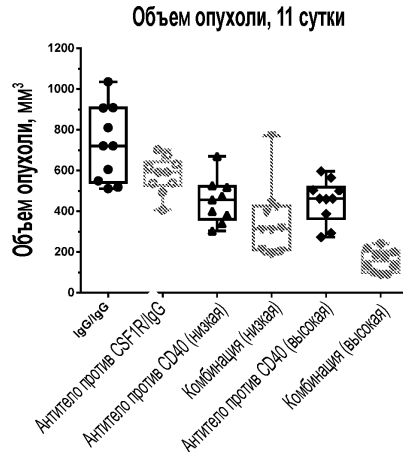 Объем опухоли, 11 сутки
Объем опухоли, мм³
1200
1000
800
600
400
200
0
IgG/IgG
Антитело против CSF1R/IgG
Антитело против CD40 (низкая)
Комбинация (низкая)
Антитело против CD40 (высокая)
Комбинация (высокая)